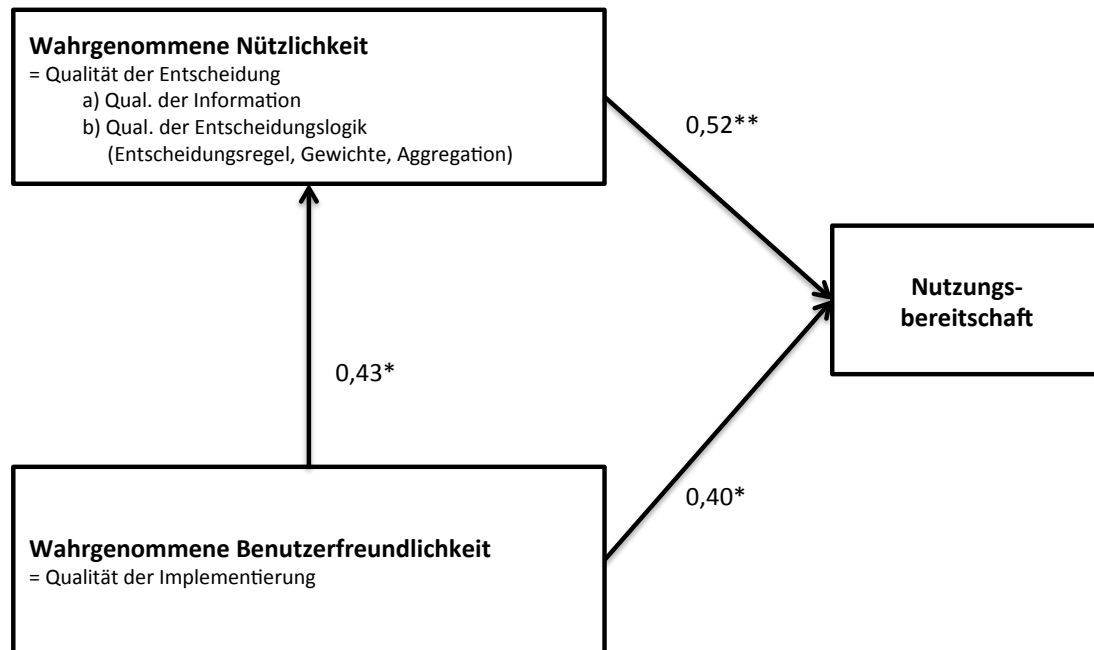 Wahrgenommene Nützlichkeit
= Qualität der Entscheidung
a) Qual. der Information
b) Qual. der Entscheidungslogik
(Entscheidungsregel, Gewichte, Aggregation)
0,52**
Nutzungs-
bereitschaft
0,43*
0,40*
Wahrgenommene Benutzerfreundlichkeit
= Qualität der Implementierung